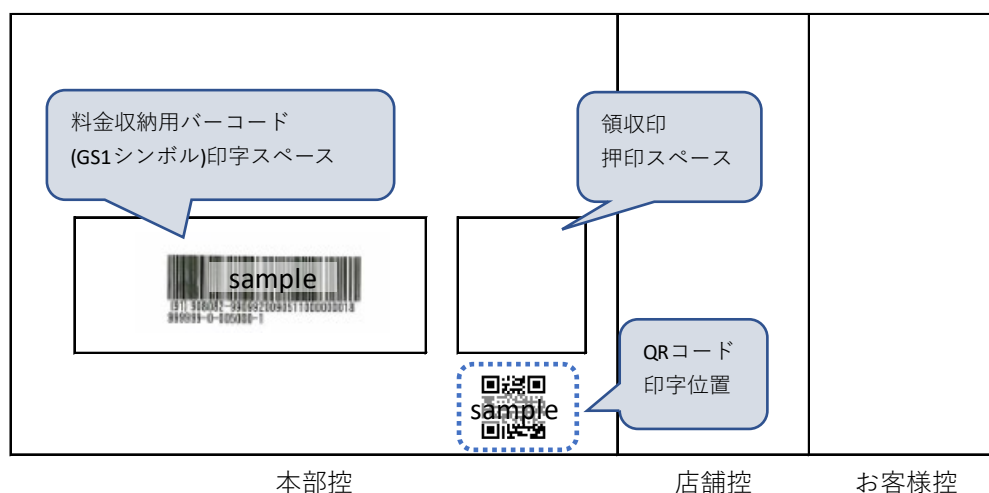 料金収納用バーコード
(GS1シンボル)印字スペース
領収印
押印スペース
sample
QRコード
印字位置
sample
本部控
店舗控
お客様控